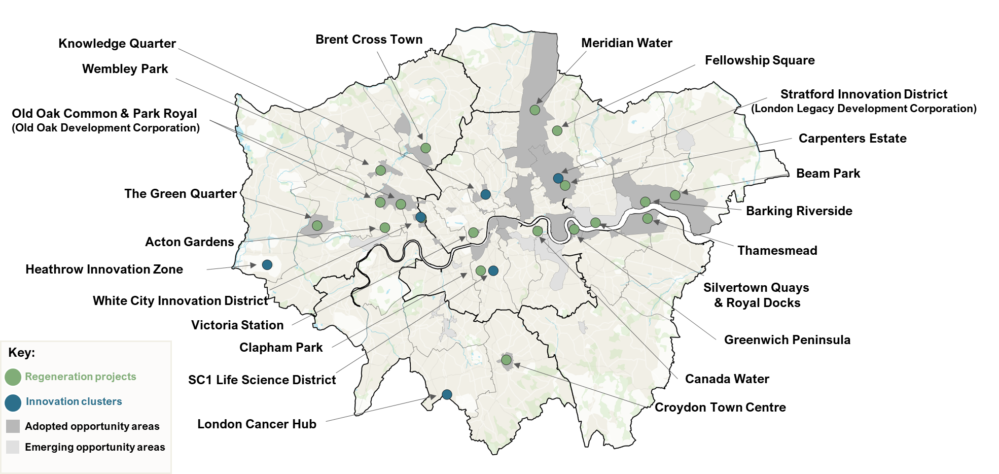 Knowledge Quarter
Wembley Park
Old Oak Common & Park Royal
(Old Oak Development Corporation)
The Green Quarter
Acton Gardens
Heathrow Innovation Zone
White City Innovation District
Victoria Station
Clapham Park
SC1 Life Science District
London Cancer Hub
Brent Cross Town
Meridian Water
Fellowship Square
Stratford Innovation District
(London Legacy Development Corporation)
Carpenters Estate
Beam Park
Barking Riverside
Thamesmead
Silvertown Quays
& Royal Docks
Greenwich Peninsula
Canada Water
Croydon Town Centre
Key:
Regeneration projects
Innovation clusters
Adopted opportunity areas
Emerging opportunity areas